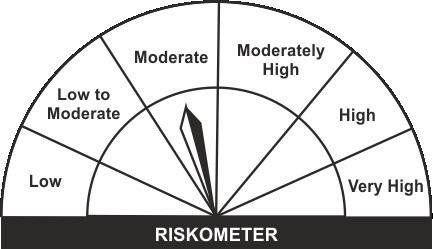 Low
Low to
Moderate
Moderate
Moderately
High
High
Very High
RISKOMETER